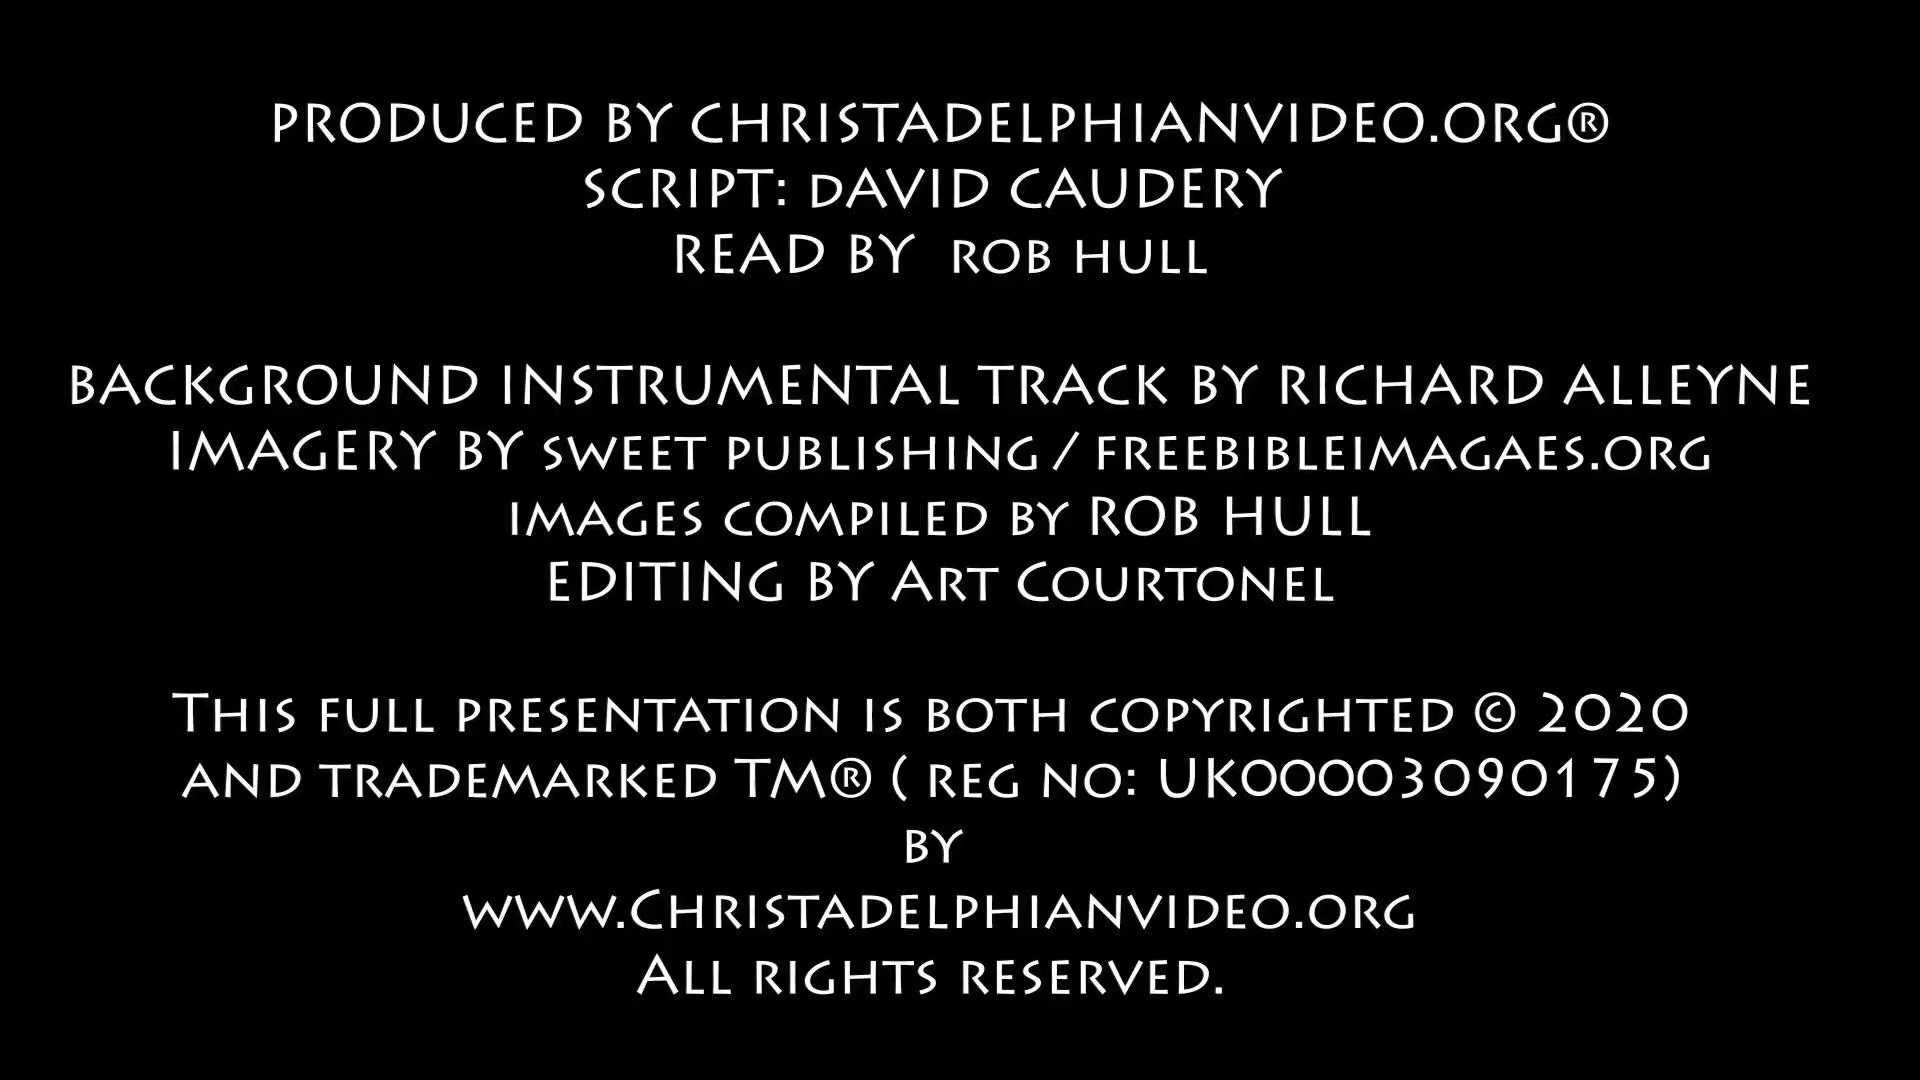 PRODUCED BY CHRISTADELPHIANVIDEO.ORG®
SCRIPT: DAVID CAUDERY
READ BY ROB HULL
BACKGROUND INSTRUMENTAL TRACK BY RICHARD ALLEYNE
IMAGERY BY SWEET PUBLISHING / FREEBIBLEIMAGAES.ORG
IMAGES COMPILED BY ROB HULL
EDITING BY ART COURTONEL
THIS FULL PRESENTATION IS BOTH COPYRIGHTED © 2020
AND TRADEMARKED TM® ( REG NO: UK00003090175)
BY
WWW.CHRISTADELPHIANVIDEO.ORG
ALL RIGHTS RESERVED.